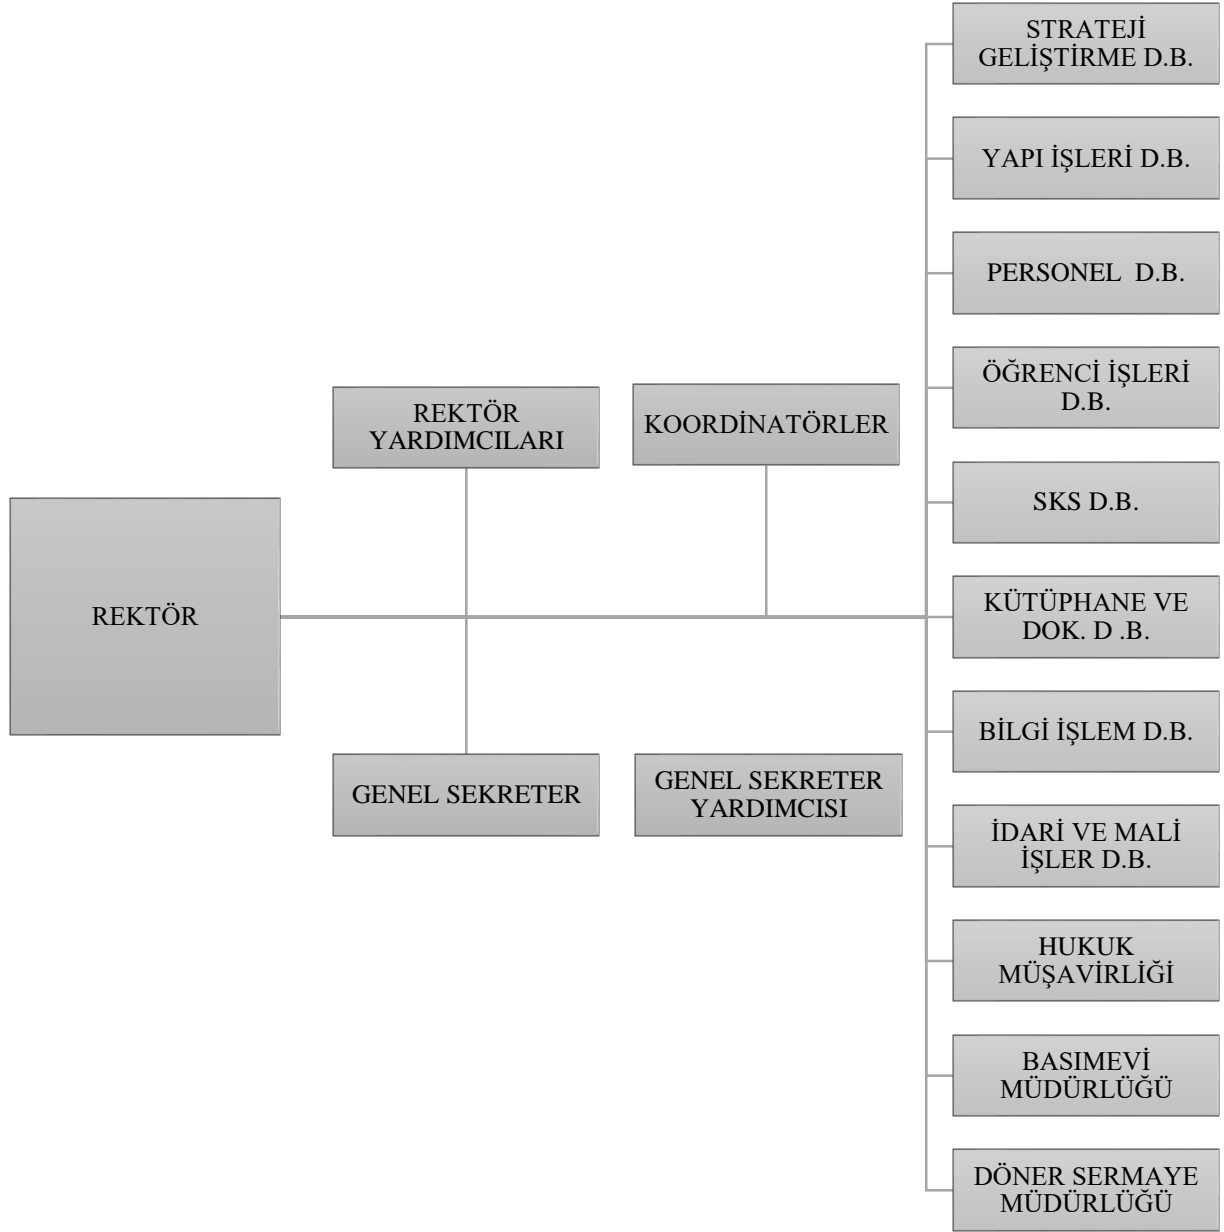 REKTÖR
REKTÖR
YARDIMCILARI
KOORDİNATÖRLER
GENEL SEKRETER
GENEL SEKRETER
YARDIMCISI
STRATEJİ
GELİŞTİRME D.B.
YAPI İŞLERİ D.B.
PERSONEL D.B.
ÖĞRENCİ İŞLERİ
D.B.
SKS D.B.
KÜTÜPHANE VE
DOK. D .B.
BİLGİ İŞLEM D.B.
İDARİ VE MALİ
İŞLER D.B.
HUKUK
MÜŞAVİRLİĞİ
BASIMEVİ
MÜDÜRLÜĞÜ
DÖNER SERMAYE
MÜDÜRLÜĞÜ